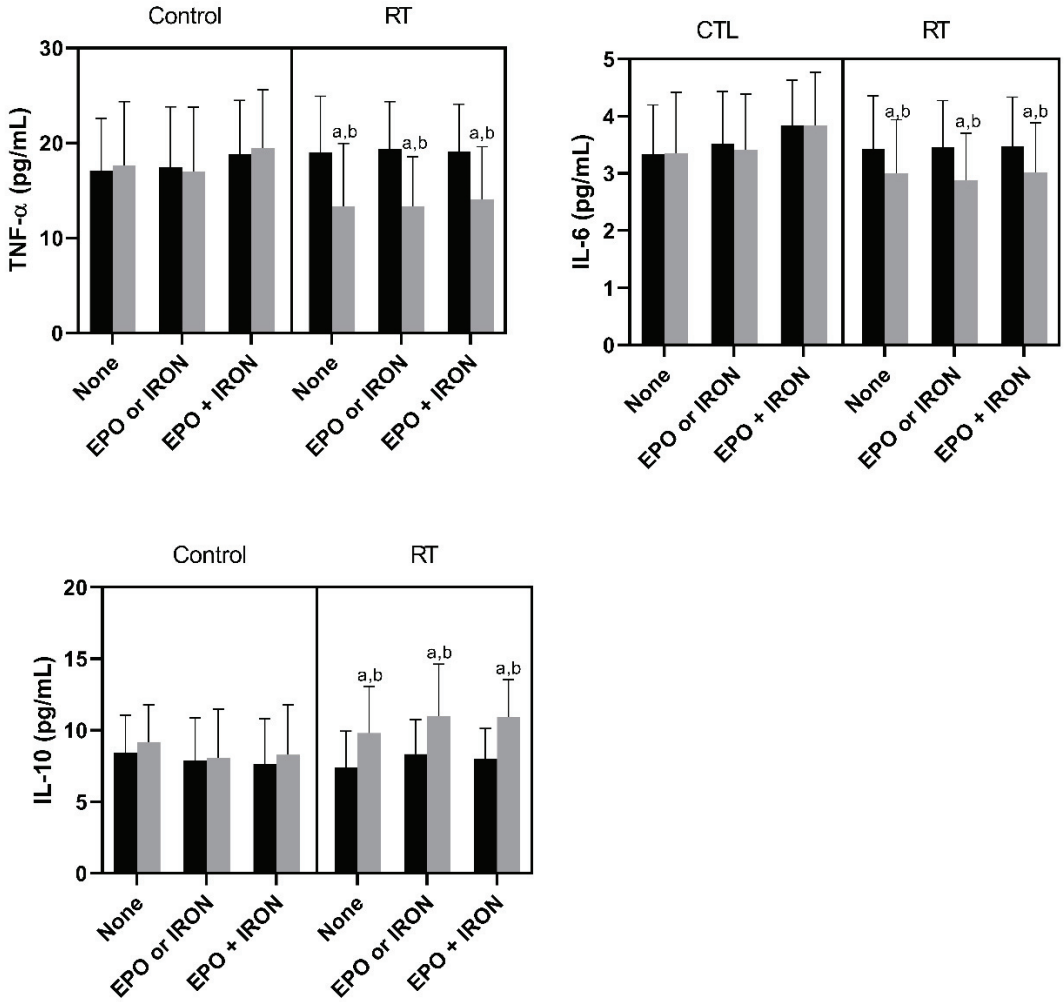 Control RT
TNF-α (pg/mL)
30
20
10
0
a,b a,b a,b
None EPO or IRON EPO + IRON None EPO or IRON EPO + IRON
CTL RT
IL-6 (pg/mL)
5
4
3
2
1
0
a,b a,b a,b
None EPO or IRON EPO + IRON None EPO or IRON EPO + IRON
Control RT
IL-10 (pg/mL)
20
15
10
5
0
a,b a,b a,b
None EPO or IRON EPO + IRON None EPO or IRON EPO + IRON